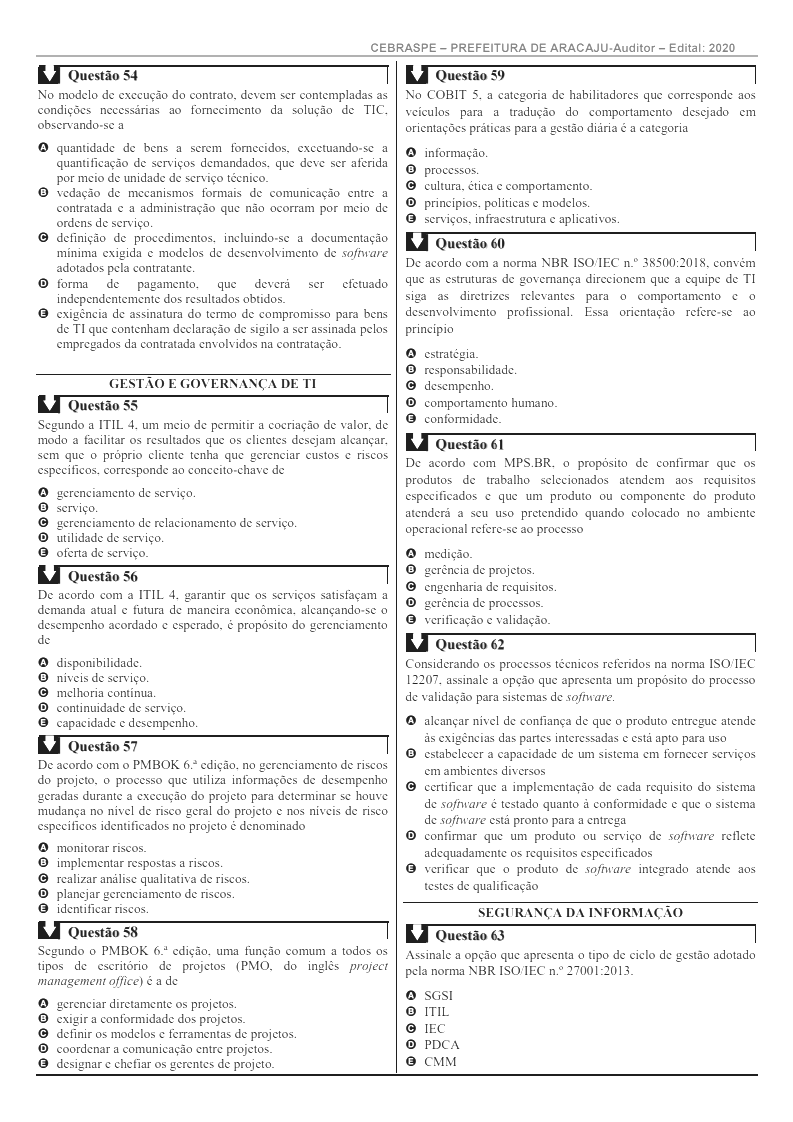 CEBRASPE – PREFEITURA DE ARACAJU-Auditor – Edital: 2020
Questão 54
No modelo de execução do contrato, devem ser contempladas as
condições necessárias ao fornecimento da solução de TIC,
observando-se a
A quantidade de bens a serem fornecidos, excetuando-se a
quantificação de serviços demandados, que deve ser aferida
por meio de unidade de serviço técnico.
B vedação de mecanismos formais de comunicação entre a
contratada e a administração que não ocorram por meio de
ordens de serviço.
C definição de procedimentos, incluindo-se a documentação
mínima exigida e modelos de desenvolvimento de software
adotados pela contratante.
D forma de pagamento, que deverá ser efetuado
independentemente dos resultados obtidos.
E exigência de assinatura do termo de compromisso para bens
de TI que contenham declaração de sigilo a ser assinada pelos
empregados da contratada envolvidos na contratação.
GESTÃO E GOVERNANÇA DE TI
Questão 55
Segundo a ITIL 4, um meio de permitir a cocriação de valor, de
modo a facilitar os resultados que os clientes desejam alcançar,
sem que o próprio cliente tenha que gerenciar custos e riscos
específicos, corresponde ao conceito-chave de
A gerenciamento de serviço.
B serviço.
C gerenciamento de relacionamento de serviço.
D utilidade de serviço.
E oferta de serviço.
Questão 56
De acordo com a ITIL 4, garantir que os serviços satisfaçam a
demanda atual e futura de maneira econômica, alcançando-se o
desempenho acordado e esperado, é propósito do gerenciamento
de
A disponibilidade.
B níveis de serviço.
C melhoria contínua.
D continuidade de serviço.
E capacidade e desempenho.
Questão 57
De acordo com o PMBOK 6.ª edição, no gerenciamento de riscos
do projeto, o processo que utiliza informações de desempenho
geradas durante a execução do projeto para determinar se houve
mudança no nível de risco geral do projeto e nos níveis de risco
específicos identificados no projeto é denominado
A monitorar riscos.
B implementar respostas a riscos.
C realizar análise qualitativa de riscos.
D planejar gerenciamento de riscos.
E identificar riscos.
Questão 58
Segundo o PMBOK 6.ª edição, uma função comum a todos os
tipos de escritório de projetos (PMO, do inglês project
management office) é a de
A gerenciar diretamente os projetos.
B exigir a conformidade dos projetos.
C definir os modelos e ferramentas de projetos.
D coordenar a comunicação entre projetos.
E designar e chefiar os gerentes de projeto.
Questão 59
No COBIT 5, a categoria de habilitadores que corresponde aos
veículos para a tradução do comportamento desejado em
orientações práticas para a gestão diária é a categoria
A informação.
B processos.
C cultura, ética e comportamento.
D princípios, políticas e modelos.
E serviços, infraestrutura e aplicativos.
Questão 60
De acordo com a norma NBR ISO/IEC n.º 38500:2018, convém
que as estruturas de governança direcionem que a equipe de TI
siga as diretrizes relevantes para o comportamento e o
desenvolvimento profissional. Essa orientação refere-se ao
princípio
A estratégia.
B responsabilidade.
C desempenho.
D comportamento humano.
E conformidade.
Questão 61
De acordo com MPS.BR, o propósito de confirmar que os
produtos de trabalho selecionados atendem aos requisitos
especificados e que um produto ou componente do produto
atenderá a seu uso pretendido quando colocado no ambiente
operacional refere-se ao processo
A medição.
B gerência de projetos.
C engenharia de requisitos.
D gerência de processos.
E verificação e validação.
Questão 62
Considerando os processos técnicos referidos na norma ISO/IEC
12207, assinale a opção que apresenta um propósito do processo
de validação para sistemas de software.
A alcançar nível de confiança de que o produto entregue atende
às exigências das partes interessadas e está apto para uso
B estabelecer a capacidade de um sistema em fornecer serviços
em ambientes diversos
C certificar que a implementação de cada requisito do sistema
de software é testado quanto à conformidade e que o sistema
de software está pronto para a entrega
D confirmar que um produto ou serviço de software reflete
adequadamente os requisitos especificados
E verificar que o produto de software integrado atende aos
testes de qualificação
SEGURANÇA DA INFORMAÇÃO
Questão 63
Assinale a opção que apresenta o tipo de ciclo de gestão adotado
pela norma NBR ISO/IEC n.º 27001:2013.
A SGSI
B ITIL
C IEC
D PDCA
E CMM